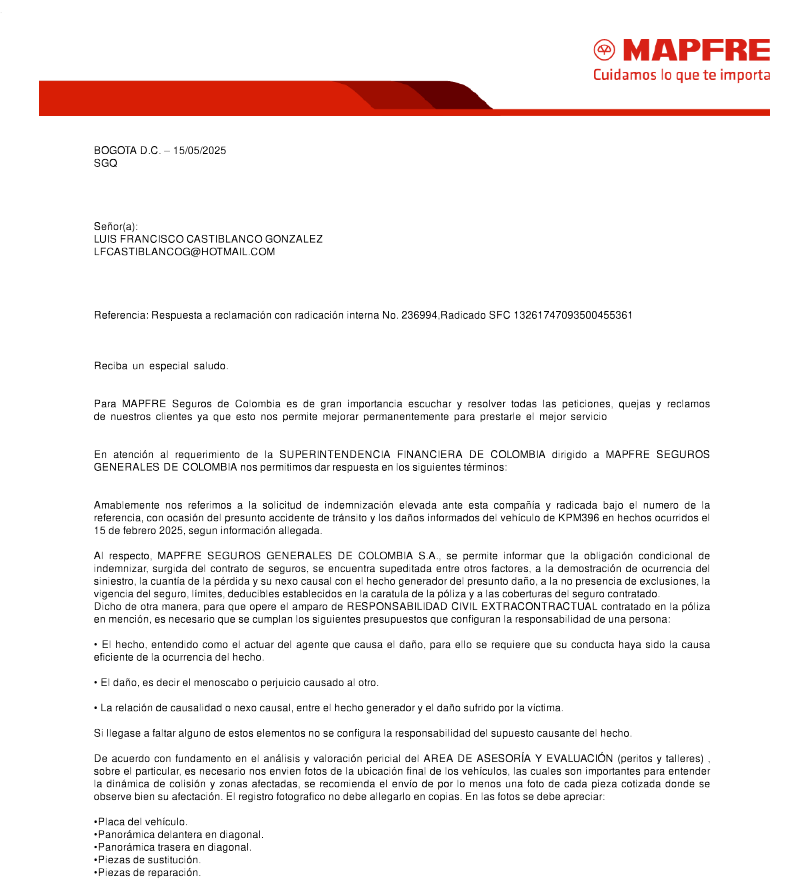 MAPFRE
Cuidamos lo que te importa
BOGOTA D.C. – 15/05/2025
SGQ
Señor(a):
LUIS FRANCISCO CASTIBLANCO GONZALEZ
LFCASTIBLANCOG@HOTMAIL.COM
Referencia: Respuesta a reclamación con radicación interna No. 236994,Radicado SFC 13261747093500455361
Reciba un especial saludo.
Para MAPFRE Seguros de Colombia es de gran importancia escuchar y resolver todas las peticiones, quejas y reclamos
de nuestros clientes ya que esto nos permite mejorar permanentemente para prestarle el mejor servicio
En atención al requerimiento de la SUPERINTENDENCIA FINANCIERA DE COLOMBIA dirigido a MAPFRE SEGUROS
GENERALES DE COLOMBIA nos permitimos dar respuesta en los siguientes términos:
Amablemente nos referimos a la solicitud de indemnización elevada ante esta compañía y radicada bajo el numero de la
referencia, con ocasión del presunto accidente de tránsito y los daños informados del vehículo de KPM396 en hechos ocurridos el
15 de febrero 2025, segun información allegada.
Al respecto, MAPFRE SEGUROS GENERALES DE COLOMBIA S.A., se permite informar que la obligación condicional de
indemnizar, surgida del contrato de seguros, se encuentra supeditada entre otros factores, a la demostración de ocurrencia del
siniestro, la cuantía de la pérdida y su nexo causal con el hecho generador del presunto daño, a la no presencia de exclusiones, la
vigencia del seguro, límites, deducibles establecidos en la caratula de la póliza y a las coberturas del seguro contratado.
Dicho de otra manera, para que opere el amparo de RESPONSABILIDAD CIVIL EXTRACONTRACTUAL contratado en la póliza
en mención, es necesario que se cumplan los siguientes presupuestos que configuran la responsabilidad de una persona:
• El hecho, entendido como el actuar del agente que causa el daño, para ello se requiere que su conducta haya sido la causa
eficiente de la ocurrencia del hecho.
• El daño, es decir el menoscabo o perjuicio causado al otro.
• La relación de causalidad o nexo causal, entre el hecho generador y el daño sufrido por la víctima.
Si llegase a faltar alguno de estos elementos no se configura la responsabilidad del supuesto causante del hecho.
De acuerdo con fundamento en el análisis y valoración pericial del AREA DE ASESORÍA Y EVALUACIÓN (peritos y talleres) ,
sobre el particular, es necesario nos envien fotos de la ubicación final de los vehículos, las cuales son importantes para entender
la dinámica de colisión y zonas afectadas, se recomienda el envío de por lo menos una foto de cada pieza cotizada donde se
observe bien su afectación. El registro fotografico no debe allegarlo en copias. En las fotos se debe apreciar:
•Placa del vehículo.
•Panorámica delantera en diagonal.
•Panorámica trasera en diagonal.
•Piezas de sustitución.
•Piezas de reparación.